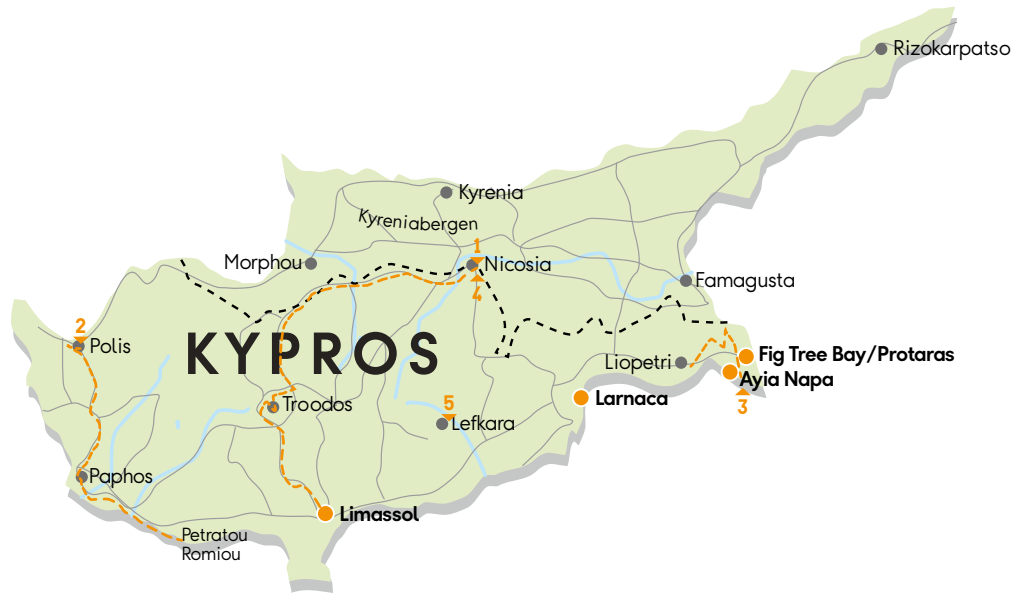 Rizokarpatso
Kyrenia
Kyreniabergen
1
Morphou
Nicosia
4
Famagusta
2
Polis
KYPROS
Liopetri
Fig Tree Bay/Protaras
Ayia Napa
3
Larnaca
Troodos
5
Lefkara
Paphos
Limassol
Petratou
Romiou